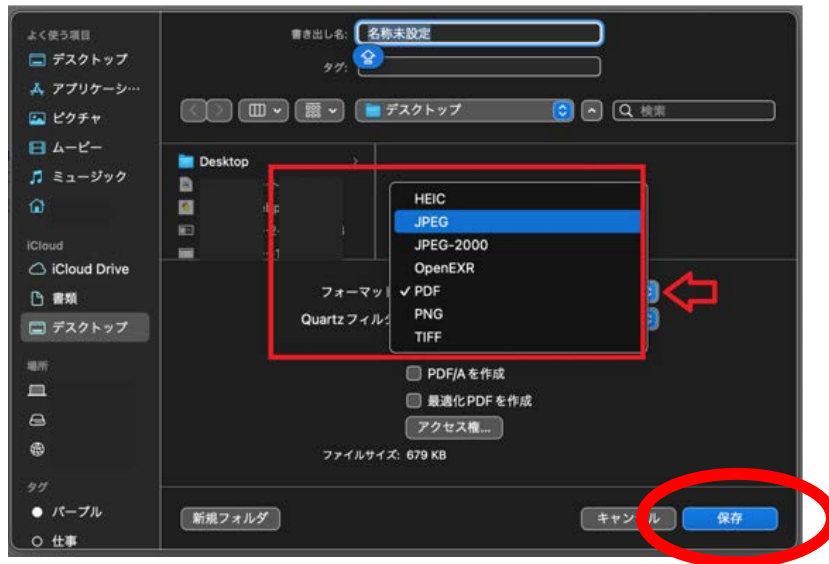 よく使う項目
デスクトップ
アプリケーシ…
ピクチャ
ムービー
ミュージック
iCloud
iCloud Drive
書類
デスクトップ
場所
タグ
パープル
仕事
書き出し名: 名称未設定
タグ:
デスクトップ
検索
Desktop
HEIC
JPEG
JPEG-2000
OpenEXR
フォーマット
✓ PDF
Quartzフィル
PNG
TIFF
PDF/Aを作成
最適化PDFを作成
アクセス権...
ファイルサイズ: 679 KB
新規フォルダ
キャンセル
保存